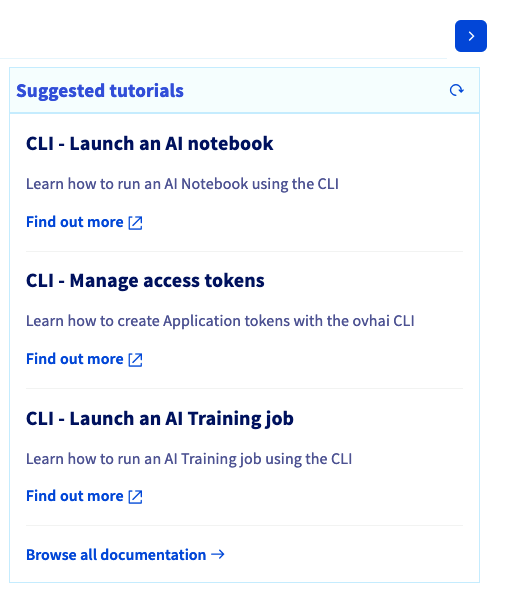 Suggested tutorials
CLI - Launch an AI notebook
Learn how to run an AI Notebook using the CLI
Find out more
CLI - Manage access tokens
Learn how to create Application tokens with the ovhai CLI
Find out more
CLI - Launch an AI Training job
Learn how to run an AI Training job using the CLI
Find out more
Browse all documentation →